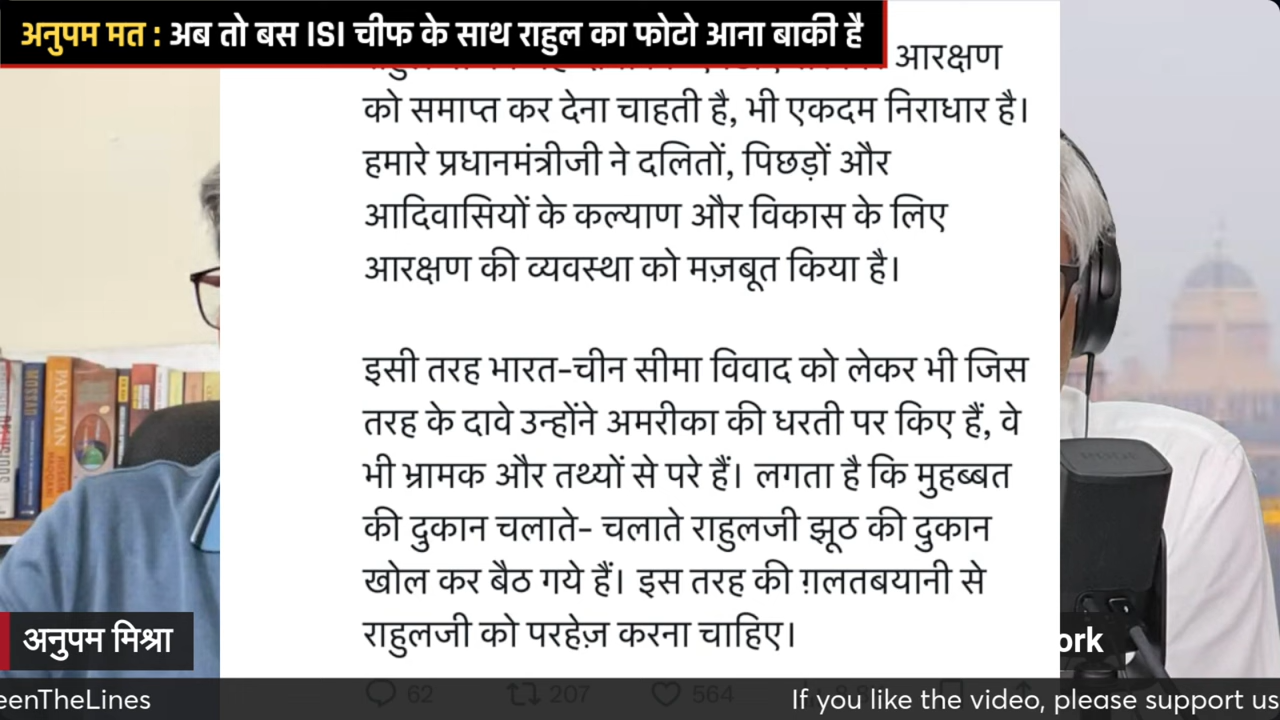 अनुपम मत : अब तो बस ISI चीफ के साथ राहुल का फोटो आना बाकी है
आरक्षण
को समाप्त कर देना चाहती है, भी एकदम निराधार है।
हमारे प्रधानमंत्रीजी ने दलितों, पिछड़ों और
आदिवासियों के कल्याण और विकास के लिए
आरक्षण की व्यवस्था को मज़बूत किया है।
इसी तरह भारत-चीन सीमा विवाद को लेकर भी जिस
तरह के दावे उन्होंने अमरीका की धरती पर किए हैं, वे
भी भ्रामक और तथ्यों से परे हैं। लगता है कि मुहब्बत
की दुकान चलाते- चलाते राहुलजी झूठ की दुकान
खोल कर बैठ गये हैं। इस तरह की ग़लतबयानी से
राहुलजी को परहेज़ करना चाहिए।
62 207 564
MOSSAD
PAKISTAN
अनुपम मिश्रा
ork
eenTheLines
If you like the video, please support us